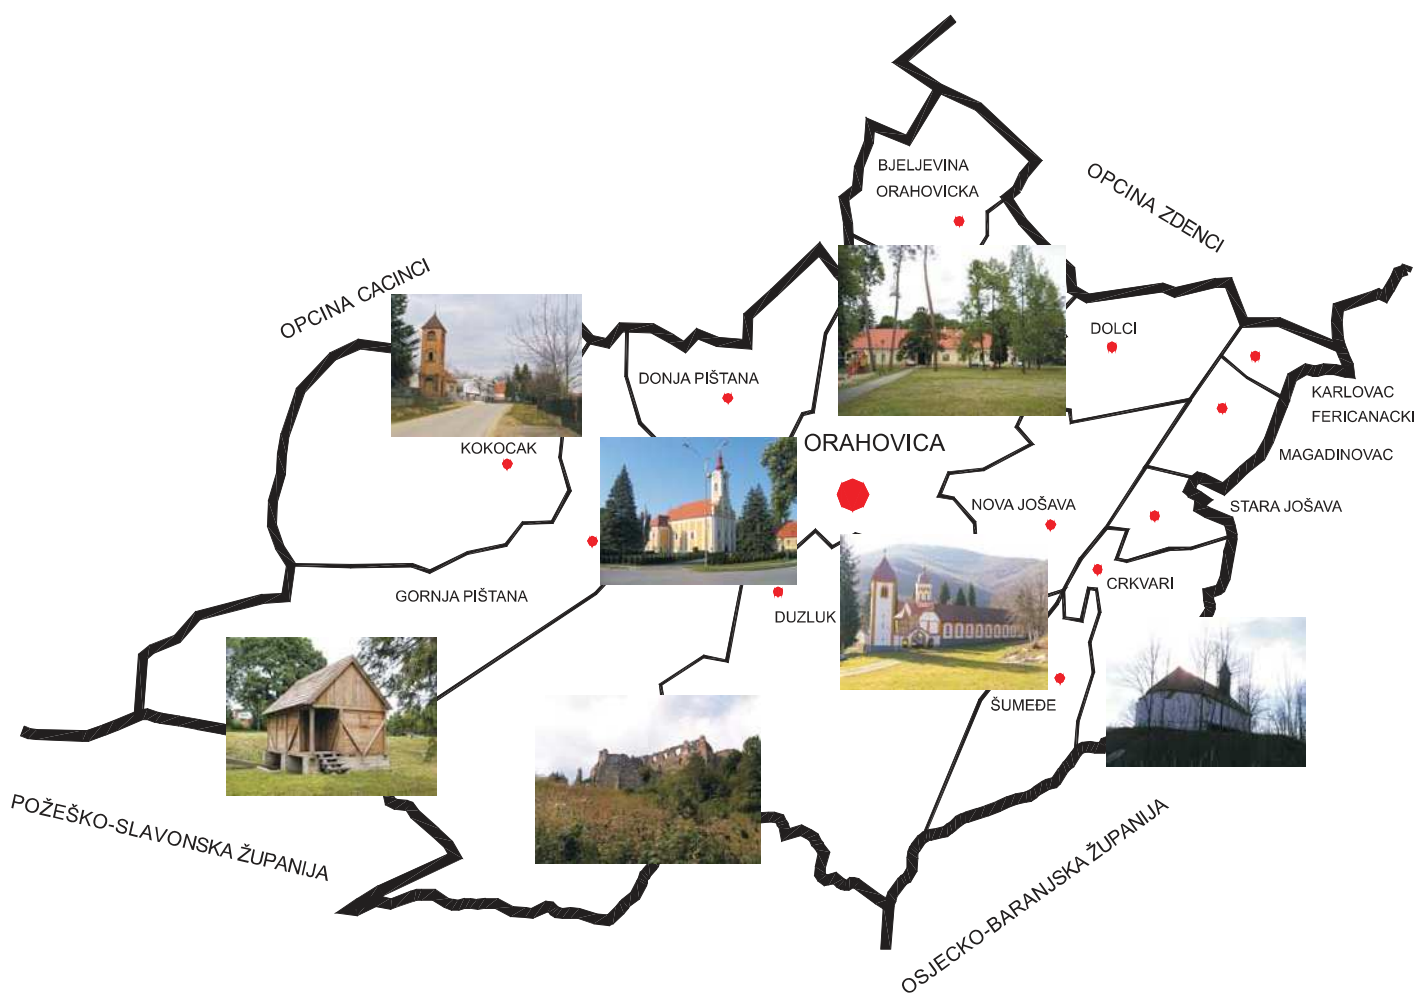 BJELJEVINA
ORAHOVICKA
OPCINA ZDENCI
OPCINA CACINCI
DOLCI
DONJA PIŠTANA
KARLOVAC
FERICANACKI
ORAHOVICA
KOKOCAK
MAGADINOVAC
NOVA JOŠAVA
STARA JOŠAVA
CRKVARI
GORNJA PIŠTANA
DUZLUK
ŠUMEĐE
POŽEŠKO-SLAVONSKA ŽUPANIJA
OSJECKO-BARANJSKA ŽUPANIJA